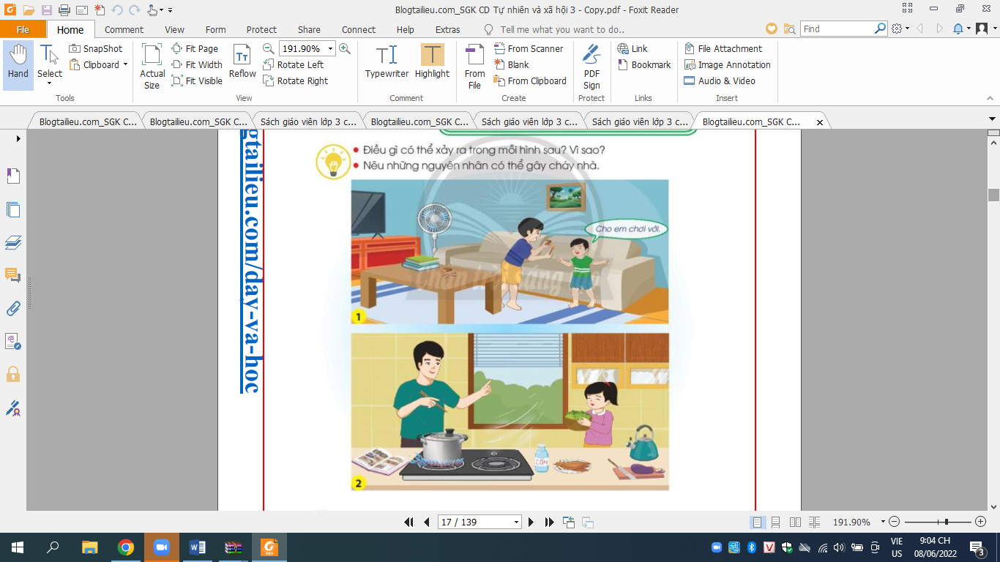 Blogtailieu.com_SGK CD Tự nhiên và xã hội 3 - Copy.pdf - Foxit Reader
File Home Comment View Form Protect Share Connect Help Extras Tell me what you want to do.. Find
Hand
Select
SnapShot
Clipboard
Actual Size
Fit Page
Fit Width
Fit Visible
Reflow
191.90%
Rotate Left
Rotate Right
Typewriter
Highlight
From File
From Scanner
Blank
From Clipboard
PDF Sign
Link
Bookmark
File Attachment
Image Annotation
Audio & Video
Tools View Comment Create Protect Links Insert
Blogtailieu.com_SGK C... Blogtailieu.com_SGK C... Sách giáo viên lớp 3 c... Blogtailieu.com_SGK C... Sách giáo viên lớp 3 c... Sách giáo viên lớp 3 c... Blogtailieu.com_SGK C...
gtailieu.com/day-va-hoc
Điều gì có thể xảy ra trong mỗi hình sau? Vì sao?
Nêu những nguyên nhân có thể gây cháy nhà.
Cho em chơi với.
1
CỒN
2
17 / 139
191.90%
VIE
US
9:04 CH
08/06/2022
3